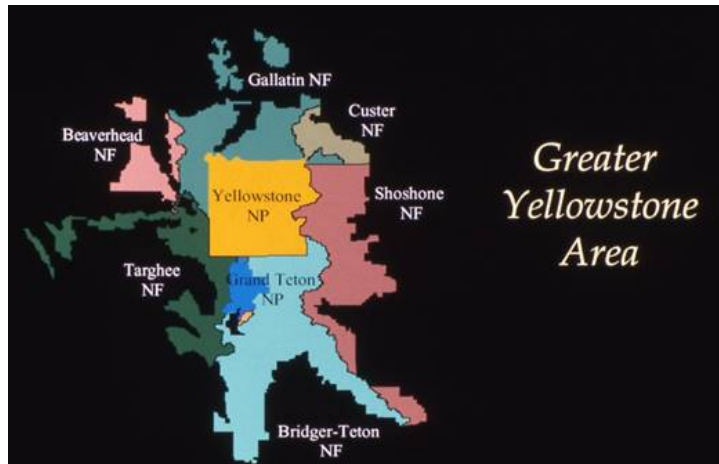 Gallatin NF
Custer
NF
Beaverhead
NF
Yellowstone
NP
Shoshone
NF
Greater
Yellowstone
Area
Targhee
NF
Grand Teton
NP
Bridger-Teton
NF